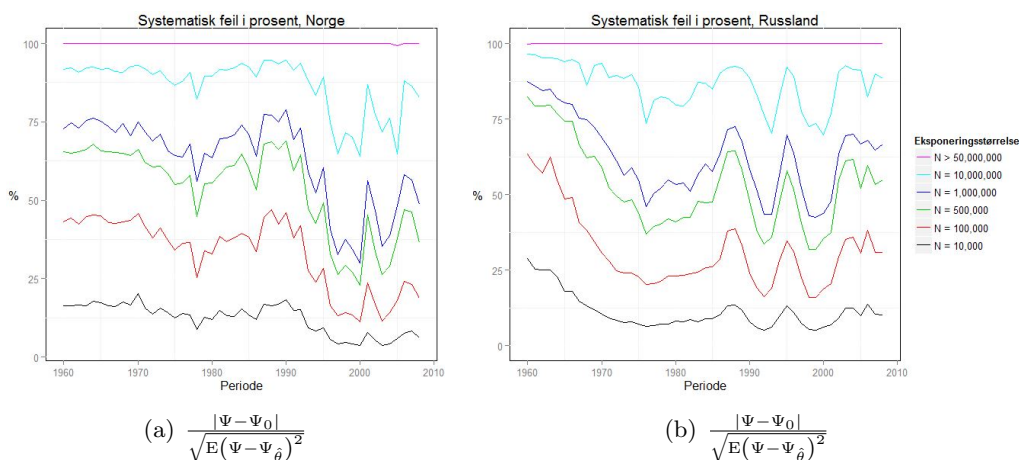 Systematisk feil i prosent, Norge
100
75
%
50
25
0
1960 1970 1980 1990 2000 2010
Periode
(a) |Ψ−Ψ₀| / √E(Ψ−Ψ_θ̂)²
Systematisk feil i prosent, Russland
100
75
%
50
25
0
1960 1970 1980 1990 2000 2010
Periode
(b) |Ψ−Ψ₀| / √E(Ψ−Ψ_θ̂)²
Eksponeringsstørrelse
N > 50,000,000
N = 10,000,000
N = 1,000,000
N = 500,000
N = 100,000
N = 10,000